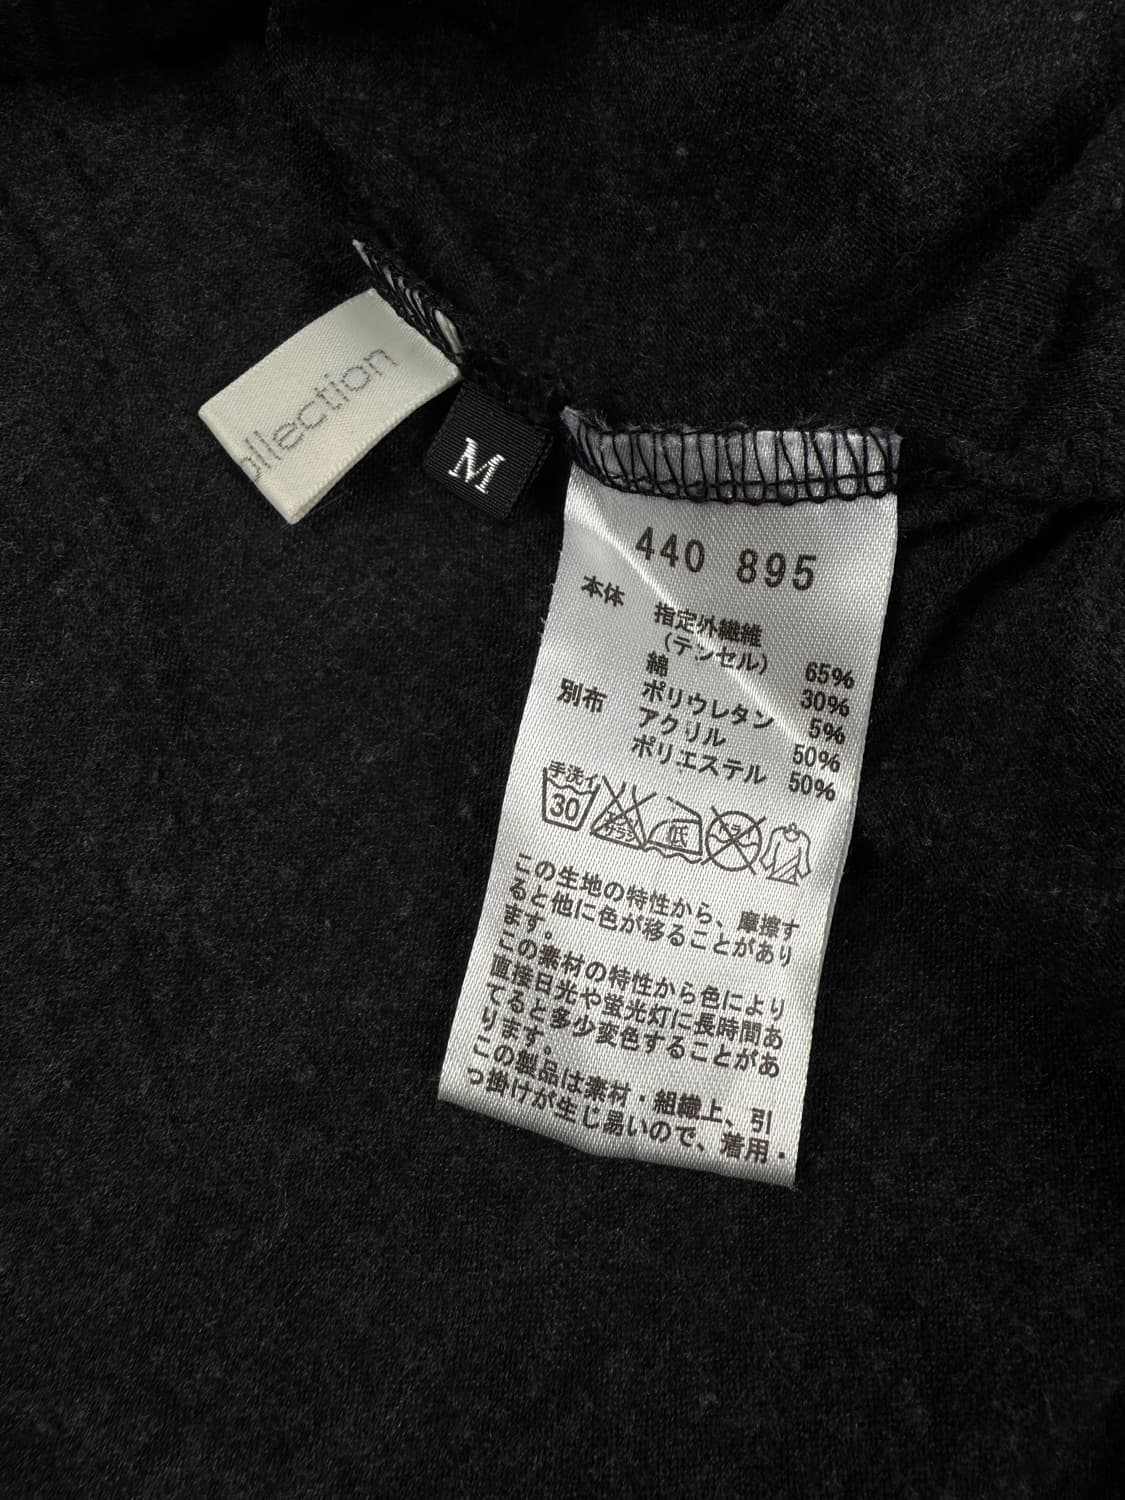 ollection
M
440 895
本体 指定外繊維
(テンセル) 65%
綿 30%
ポリウレタン 5%
別布 アクリル 50%
ポリエステル 50%
手洗イ
30
低
この生地の特性から、摩擦す
ると他に色が移ることがあり
ます。
この素材の特性から色により
直接日光や蛍光灯に長時間あ
てると多少変色することがあ
ります。
この製品は素材・組織上、引
っ掛けが生じ易いので、着用・